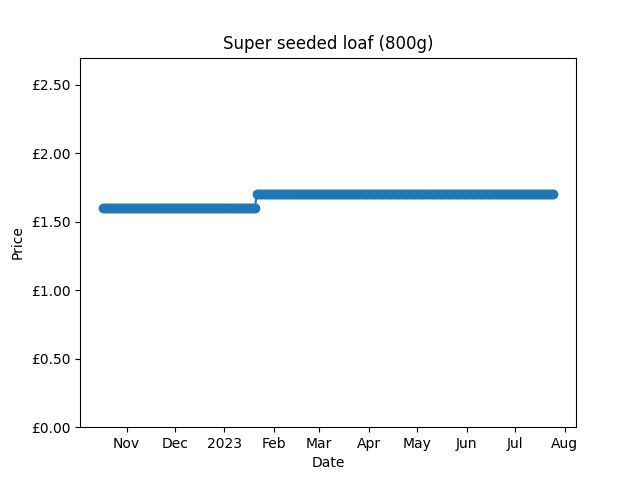 Super seeded loaf (800g)
£2.50
£2.00
£1.50
£1.00
£0.50
£0.00
Price
Nov Dec 2023 Feb Mar Apr May Jun Jul Aug
Date